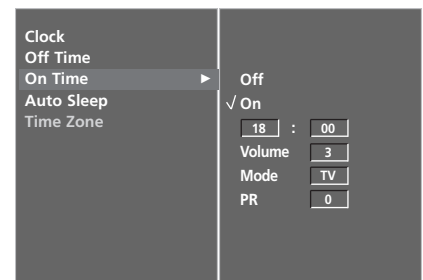 Clock
Off Time
On Time ►
Auto Sleep
Time Zone
Off
√ On
18 : 00
Volume 3
Mode TV
PR 0